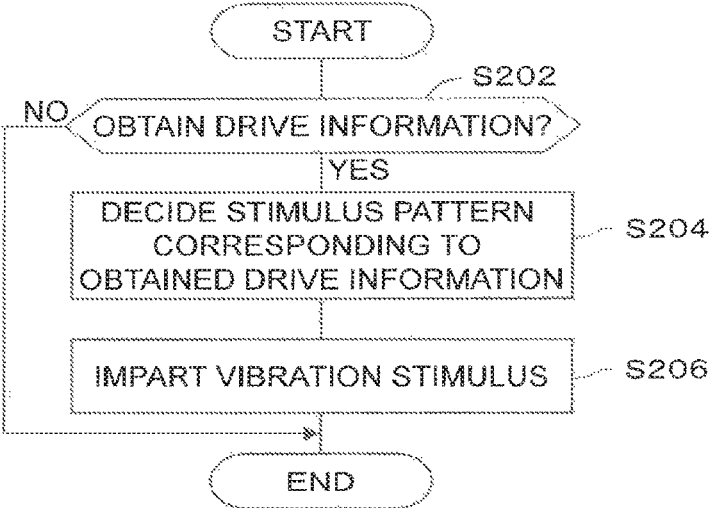 START
S202
NO
OBTAIN DRIVE INFORMATION?
YES
DECIDE STIMULUS PATTERN
CORRESPONDING TO
OBTAINED DRIVE INFORMATION
S204
IMPART VIBRATION STIMULUS
S206
END